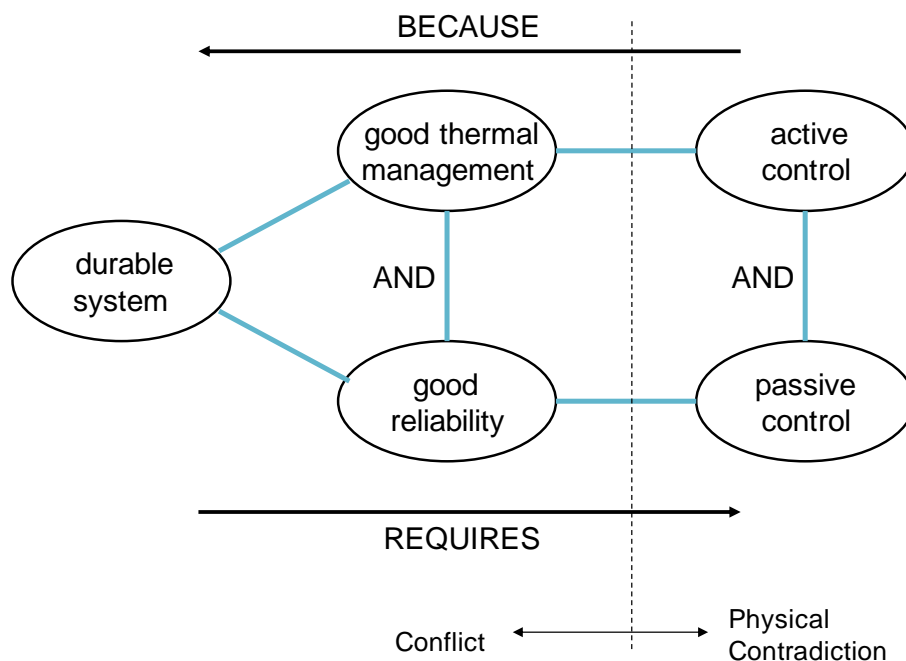 BECAUSE
good thermal
management
active
control
durable
system
AND
AND
good
reliability
passive
control
REQUIRES
Conflict
Physical
Contradiction